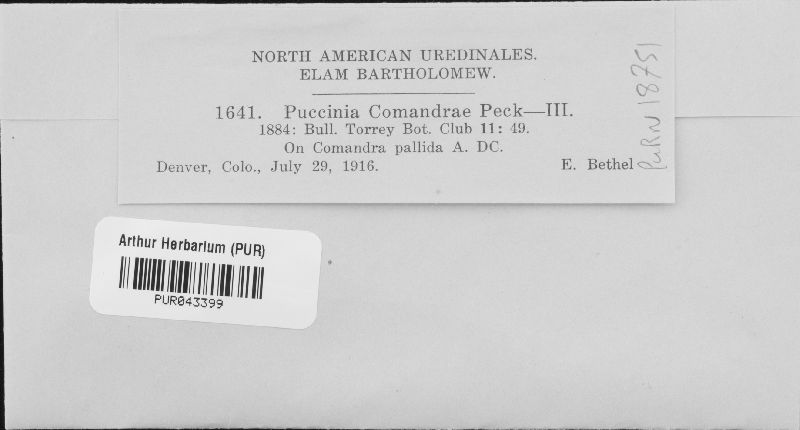 NORTH AMERICAN UREDINALES.
ELAM BARTHOLOMEW.
1641. Puccinia Comandrae Peck—III.
1884: Bull. Torrey Bot. Club 11: 49.
On Comandra pallida A. DC.
Denver, Colo., July 29, 1916. E. Bethel
PURN 18751
Arthur Herbarium (PUR)
PUR043399